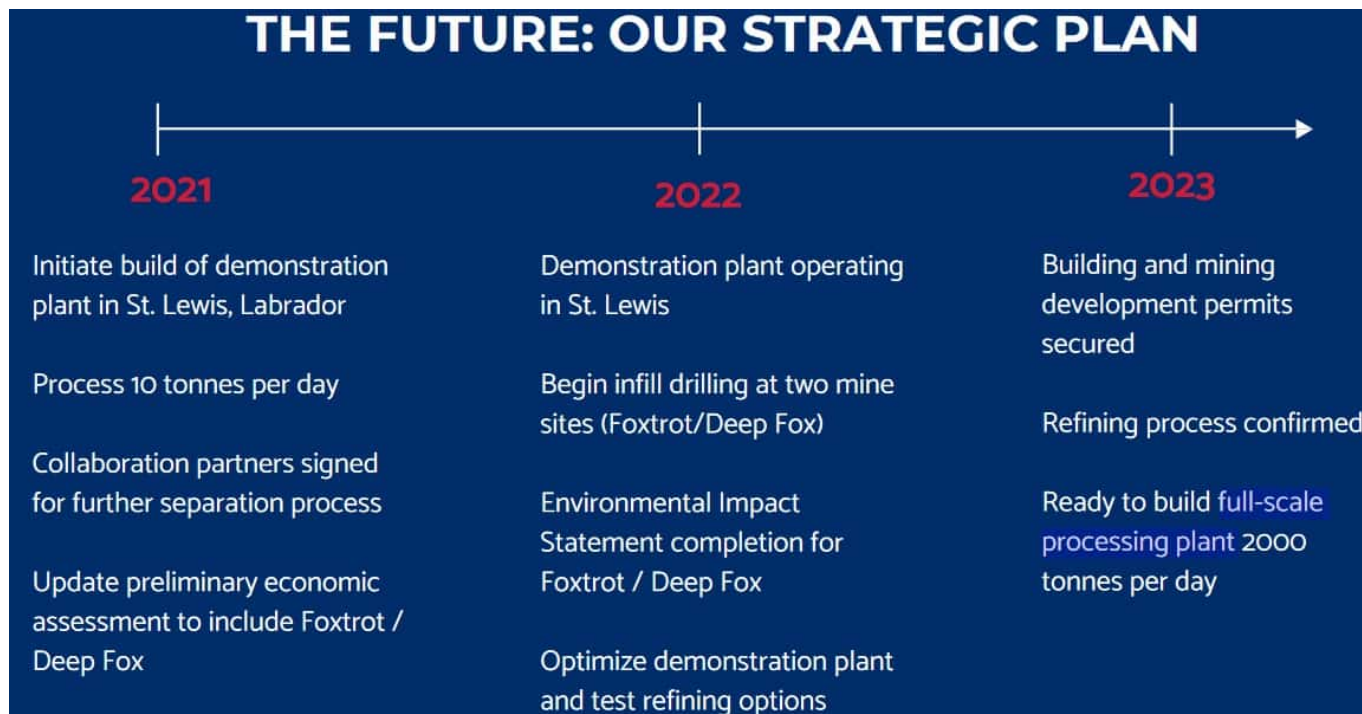 THE FUTURE: OUR STRATEGIC PLAN
2021
Initiate build of demonstration
plant in St. Lewis, Labrador
Process 10 tonnes per day
Collaboration partners signed
for further separation process
Update preliminary economic
assessment to include Foxtrot /
Deep Fox
2022
Demonstration plant operating
in St. Lewis
Begin infill drilling at two mine
sites (Foxtrot/Deep Fox)
Environmental Impact
Statement completion for
Foxtrot / Deep Fox
Optimize demonstration plant
and test refining options
2023
Building and mining
development permits
secured
Refining process confirmed
Ready to build full-scale
processing plant 2000
tonnes per day